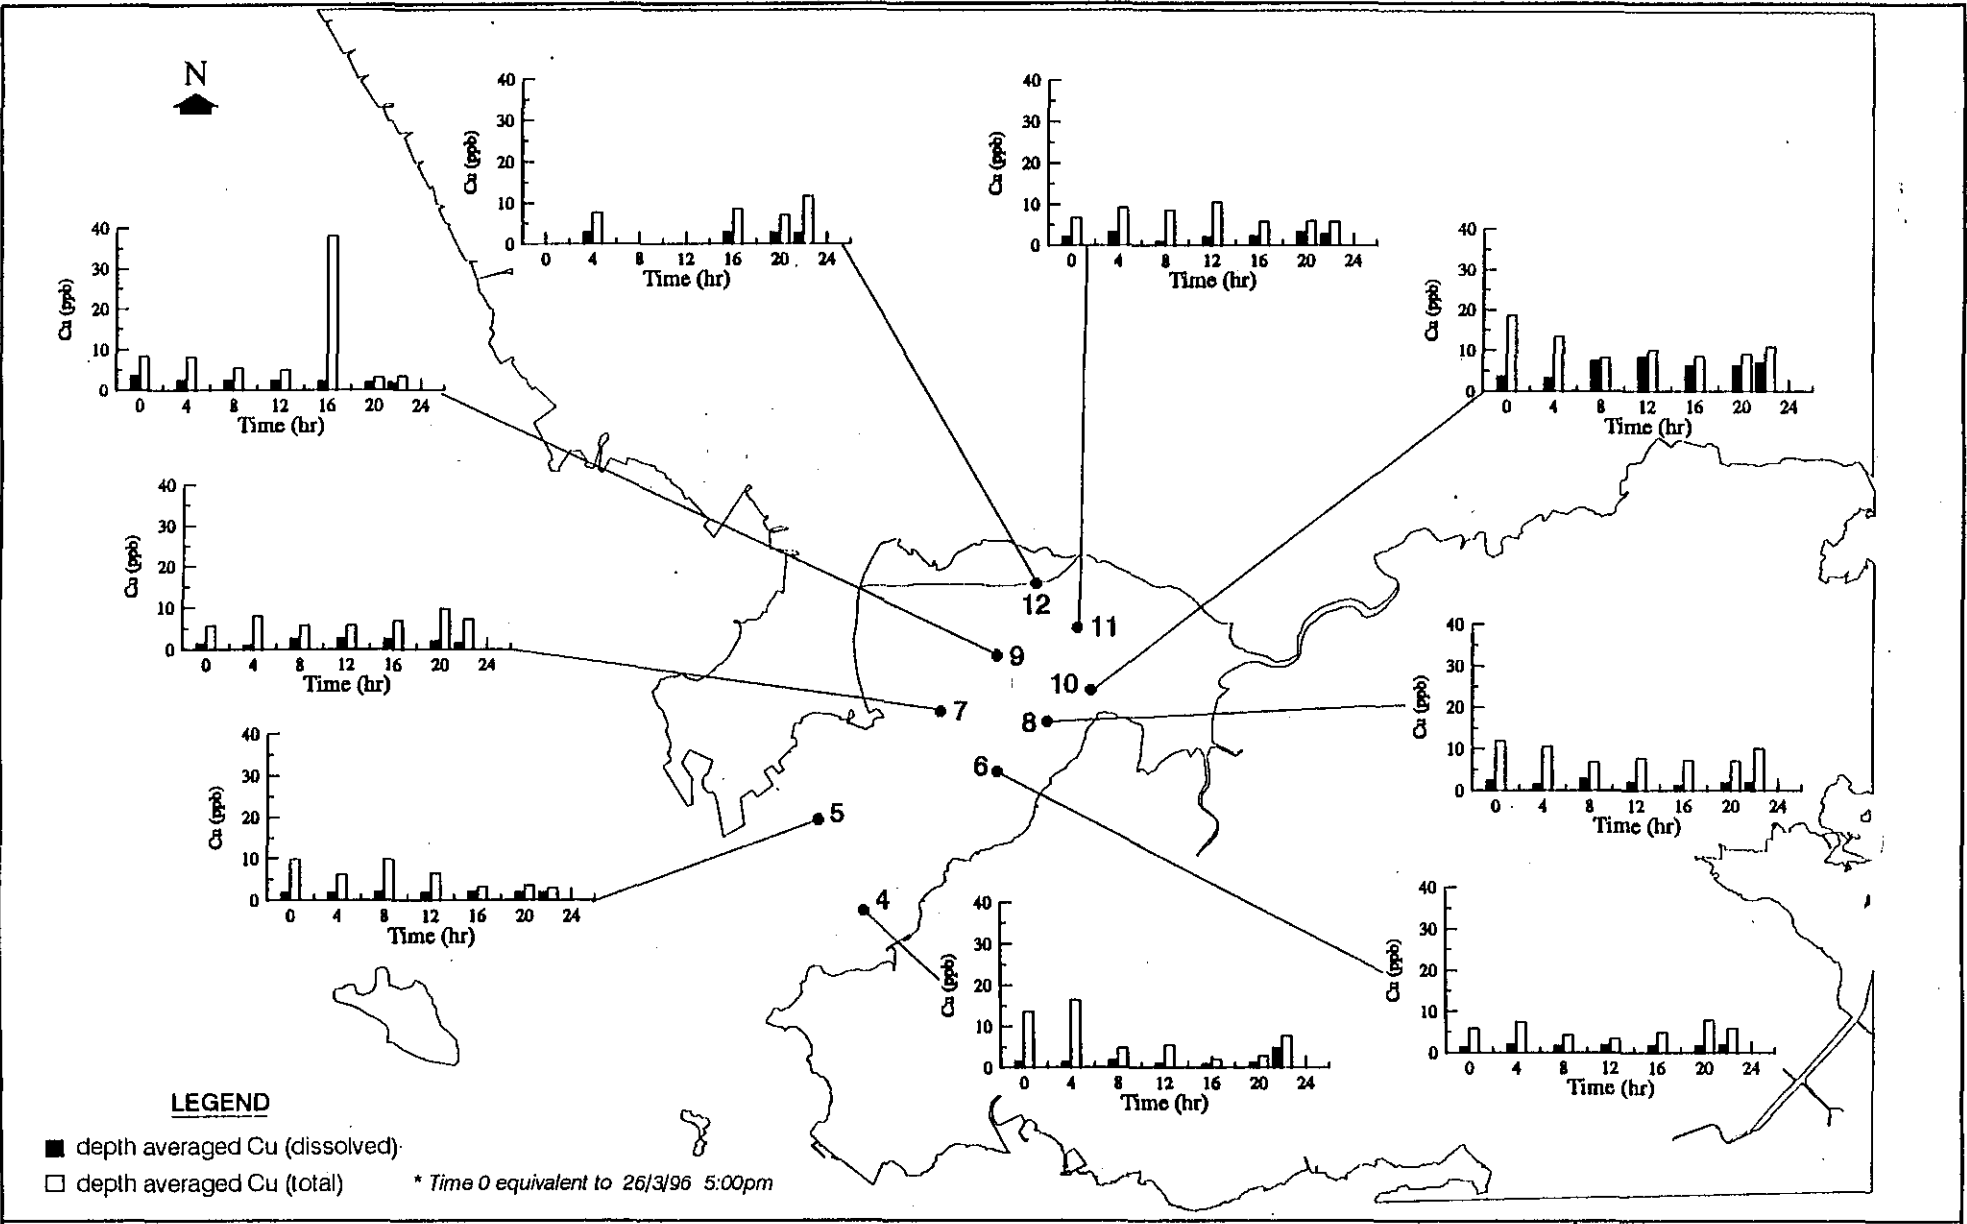 N
40
30
20
10
0
Cu (ppb)
0 4 8 12 16 20 24
Time (hr)
40
30
20
10
0
Cu (ppb)
0 4 8 12 16 20 24
Time (hr)
40
30
20
10
0
Cu (ppb)
0 4 8 12 16 20 24
Time (hr)
40
30
20
10
0
Cu (ppb)
0 4 8 12 16 20 24
Time (hr)
12
11
9
10
7
8
6
5
4
40
30
20
10
0
Cu (ppb)
0 4 8 12 16 20 24
Time (hr)
40
30
20
10
0
Cu (ppb)
0 4 8 12 16 20 24
Time (hr)
40
30
20
10
0
Cu (ppb)
0 4 8 12 16 20 24
Time (hr)
40
30
20
10
0
Cu (ppb)
0 4 8 12 16 20 24
Time (hr)
40
30
20
10
0
Cu (ppb)
0 4 8 12 16 20 24
Time (hr)
LEGEND
depth averaged Cu (dissolved)
depth averaged Cu (total)
* Time 0 equivalent to 26/3/96 5:00pm